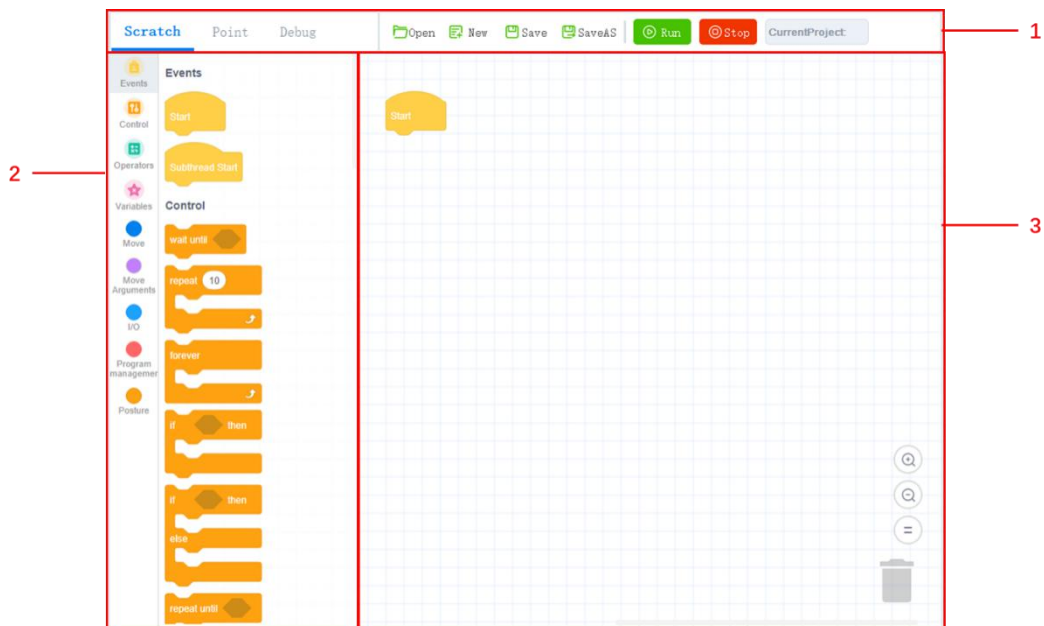 Scratch Point Debug Open New Save SaveAS Run Stop CurrentProject: 1
Events
Control
Operators
Variables
Move
Move
Arguments
I/O
Program
managemer
Posture
2
Events
Start
Subthread Start
Control
wait until
repeat 10
forever
if then
if then
else
repeat until
Start
3